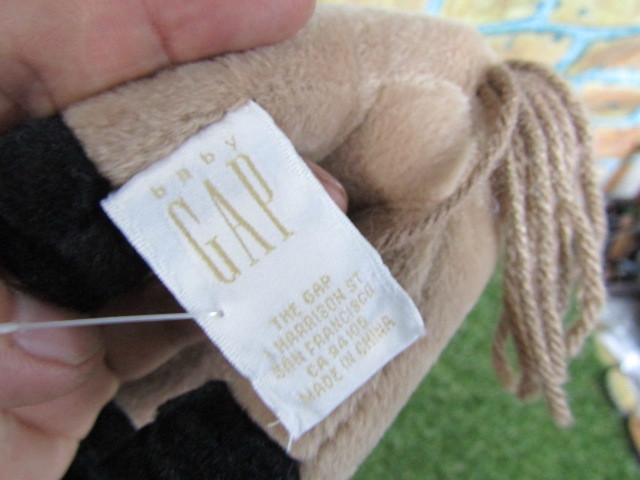 baby
GAP
THE GAP
1 HARRISON ST.
SAN FRANCISCO
CA 94105
MADE IN CHINA